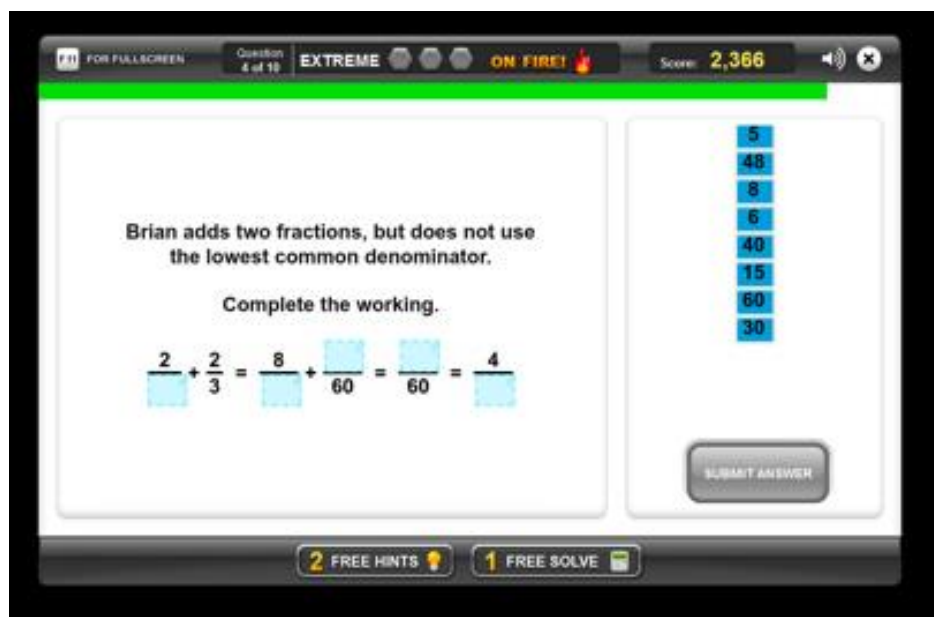 F11 FOR FULLSCREEN
Question
4 of 10
EXTREME
ON FIRE!
Score: 2,366
Brian adds two fractions, but does not use
the lowest common denominator.
Complete the working.
2 + 2 = 8 + = = 4
3 60 60
5
48
8
6
40
15
60
30
SUBMIT ANSWER
2 FREE HINTS
1 FREE SOLVE